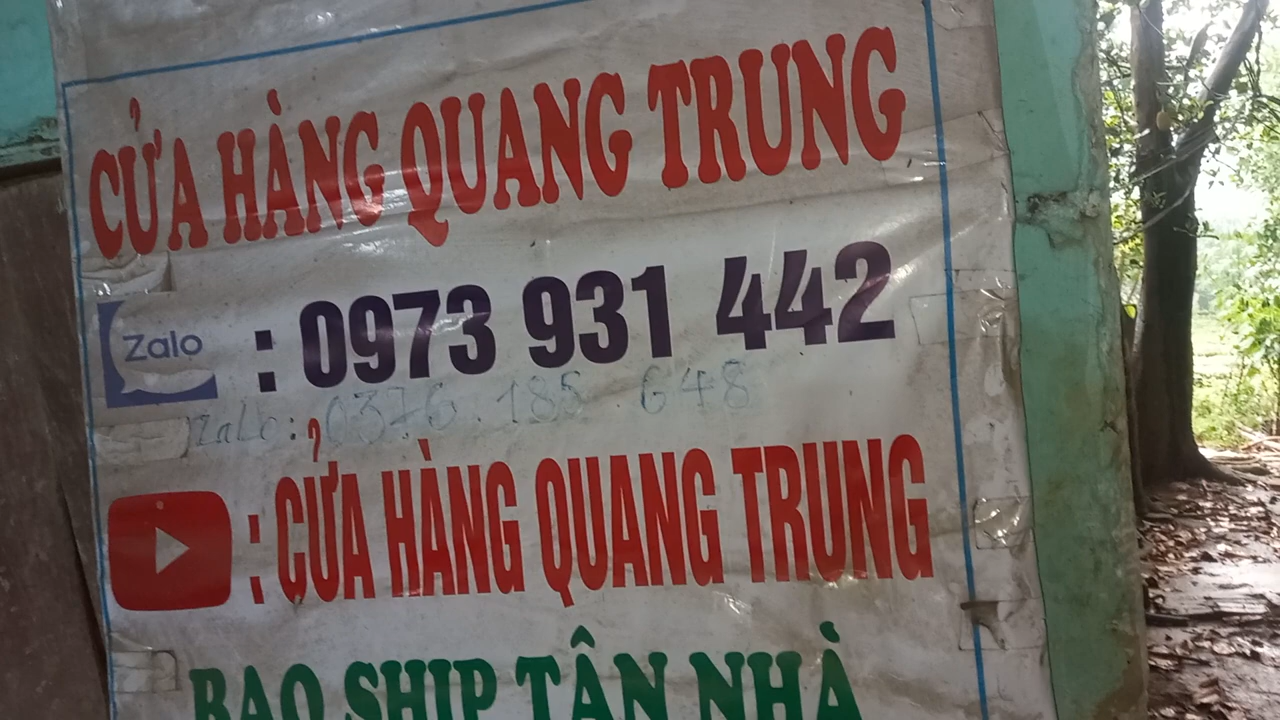 CỬA HÀNG QUANG TRUNG
Zalo : 0973 931 442
Zalo: 0376.185.648
: CỬA HÀNG QUANG TRUNG
BAO SHIP TẬN NHÀ